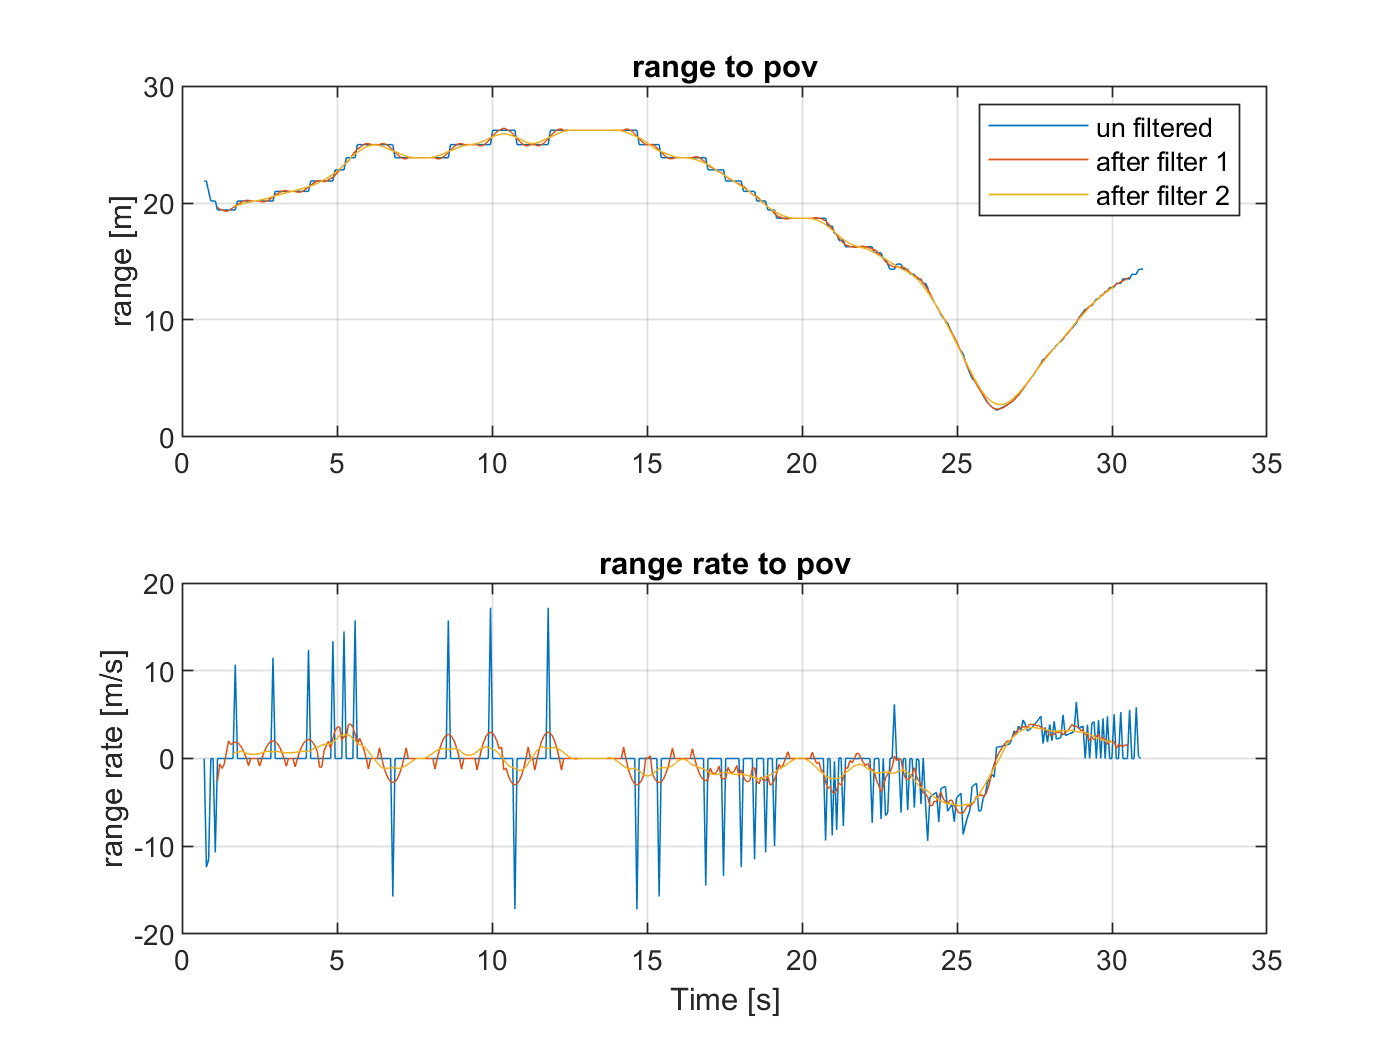 range to pov
30
20
10
0
range [m]
un filtered
after filter 1
after filter 2
0 5 10 15 20 25 30 35
range rate to pov
20
10
0
-10
-20
range rate [m/s]
0 5 10 15 20 25 30 35
Time [s]